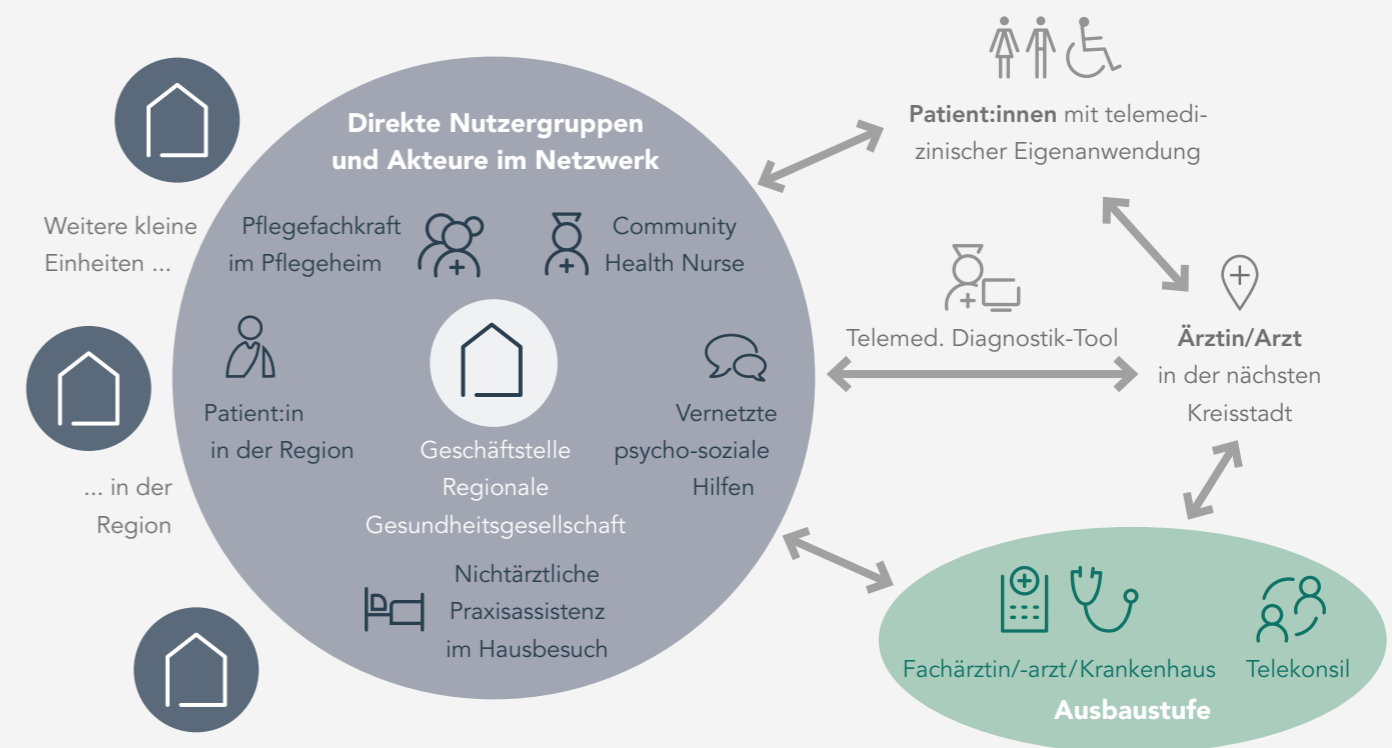 Direkte Nutzergruppen
und Akteure im Netzwerk
Weitere kleine
Einheiten ...
Pflegefachkraft
im Pflegeheim
Community
Health Nurse
Patient:in
in der Region
Geschäftstelle
Regionale
Gesundheitsgesellschaft
Vernetzte
psycho-soziale
Hilfen
... in der
Region
Nichtärztliche
Praxisassistenz
im Hausbesuch
Patient:innen mit telemedi-
zinischer Eigenanwendung
Telemed. Diagnostik-Tool
Ärztin/Arzt
in der nächsten
Kreisstadt
Fachärztin/-arzt/Krankenhaus
Telekonsil
Ausbaustufe